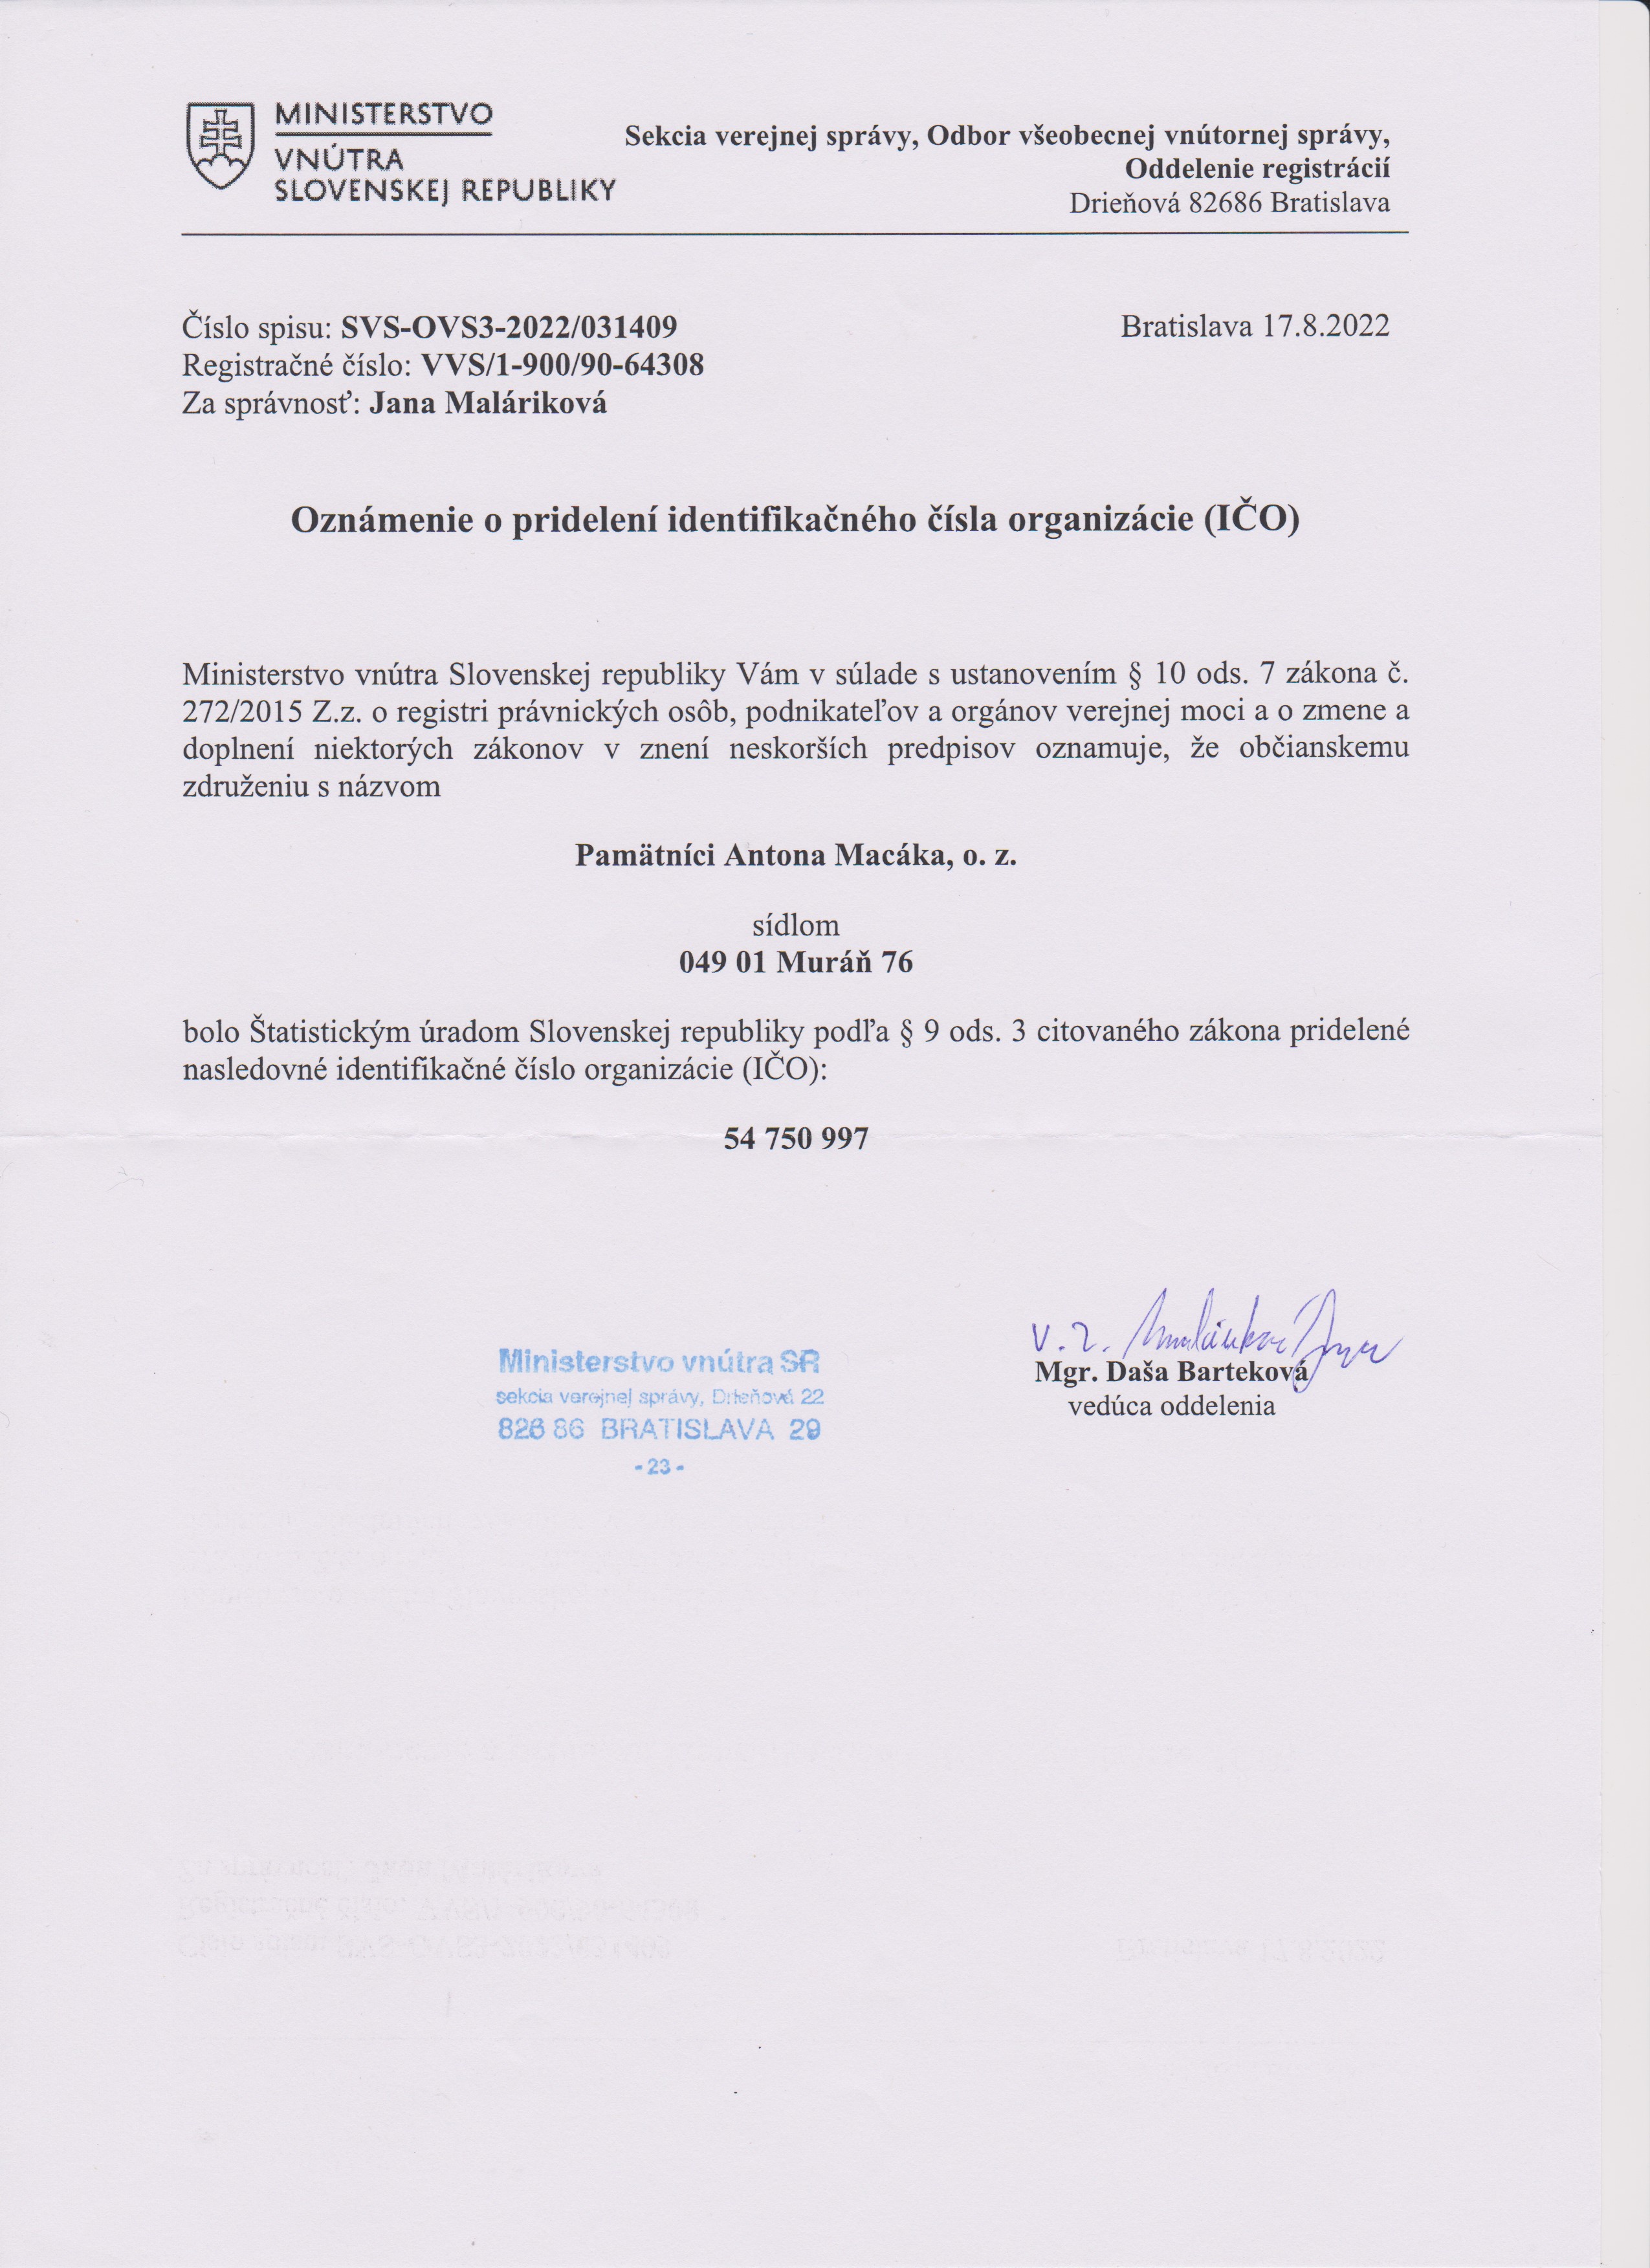 MINISTERSTVO
VNÚTRA
SLOVENSKEJ REPUBLIKY
Sekcia verejnej správy, Odbor všeobecnej vnútornej správy,
Oddelenie registrácií
Drieňová 82686 Bratislava
Číslo spisu: SVS-OVS3-2022/031409
Bratislava 17.8.2022
Registračné číslo: VVS/1-900/90-64308
Za správnosť: Jana Maláriková
Oznámenie o pridelení identifikačného čísla organizácie (IČO)
Ministerstvo vnútra Slovenskej republiky Vám v súlade s ustanovením § 10 ods. 7 zákona č.
272/2015 Z.z. o registri právnických osôb, podnikateľov a orgánov verejnej moci a o zmene a
doplnení niektorých zákonov v znení neskorších predpisov oznamuje, že občianskemu
združeniu s názvom
Pamätníci Antona Macáka, o. z.
sídlom
049 01 Muráň 76
bolo Štatistickým úradom Slovenskej republiky podľa § 9 ods. 3 citovaného zákona pridelené
nasledovné identifikačné číslo organizácie (IČO):
54 750 997
v. z.
Mgr. Daša Barteková
vedúca oddelenia
Ministerstvo vnútra SR
sekcia verejnej správy, Drieňová 22
826 86 BRATISLAVA 29
- 23 -